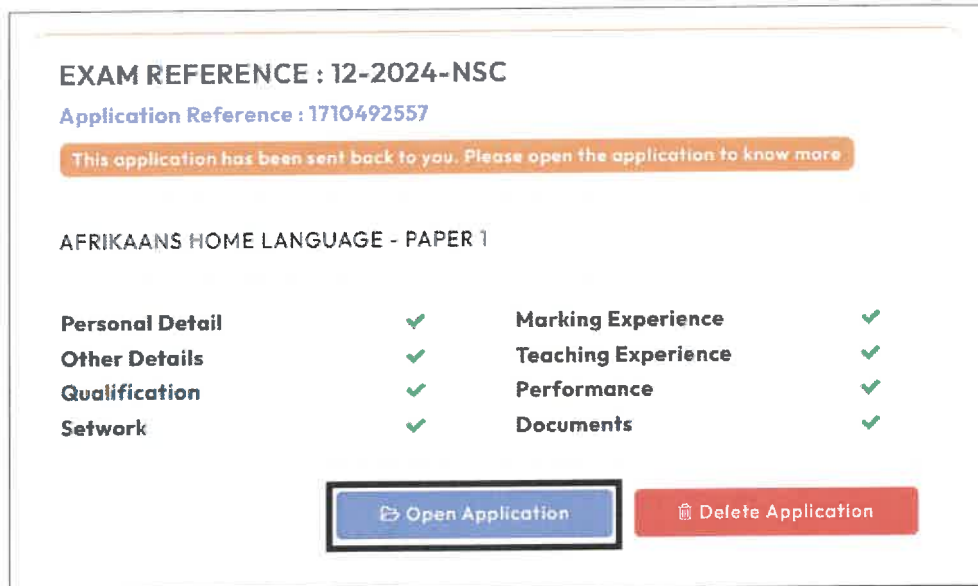 EXAM REFERENCE : 12-2024-NSC
Application Reference : 1710492557
This application has been sent back to you. Please open the application to know more
AFRIKAANS HOME LANGUAGE - PAPER 1
Personal Detail
Other Details
Qualification
Setwork
Marking Experience
Teaching Experience
Performance
Documents
Open Application
Delete Application